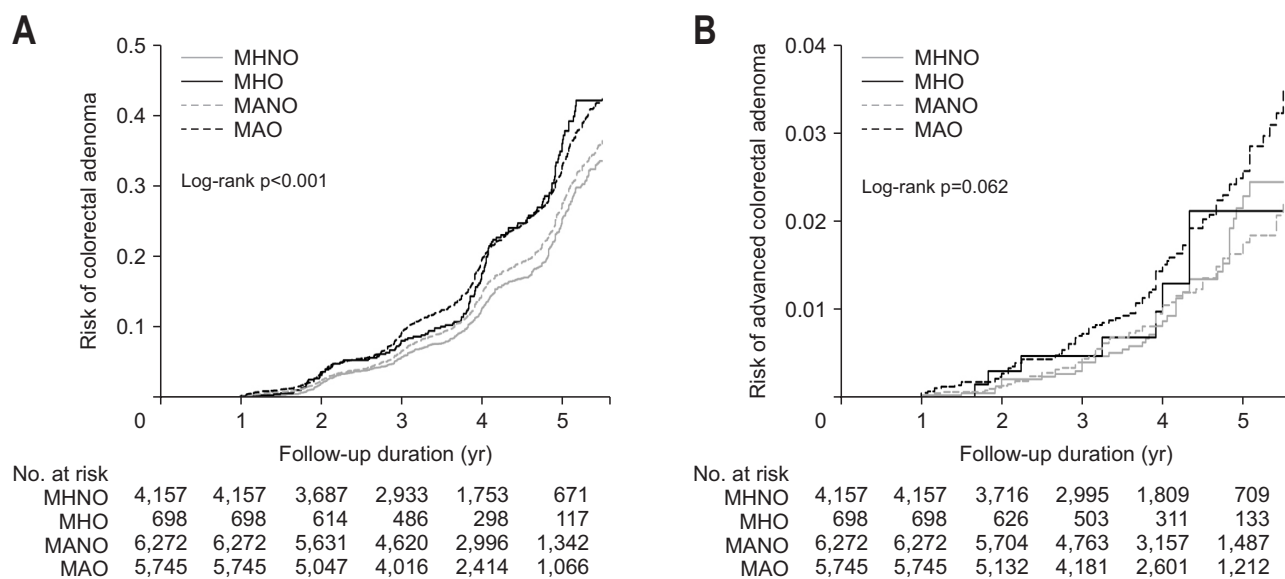 A
0.5
0.4
0.3
0.2
0.1
0
Risk of colorectal adenoma
MHNO
MHO
MANO
MAO
Log-rank p<0.001
1 2 3 4 5
Follow-up duration (yr)
No. at risk
MHNO 4,157 4,157 3,687 2,933 1,753 671
MHO 698 698 614 486 298 117
MANO 6,272 6,272 5,631 4,620 2,996 1,342
MAO 5,745 5,745 5,047 4,016 2,414 1,066
B
0.04
0.03
0.02
0.01
0
Risk of advanced colorectal adenoma
MHNO
MHO
MANO
MAO
Log-rank p=0.062
1 2 3 4 5
Follow-up duration (yr)
No. at risk
MHNO 4,157 4,157 3,716 2,995 1,809 709
MHO 698 698 626 503 311 133
MANO 6,272 6,272 5,704 4,763 3,157 1,487
MAO 5,745 5,745 5,132 4,181 2,601 1,212